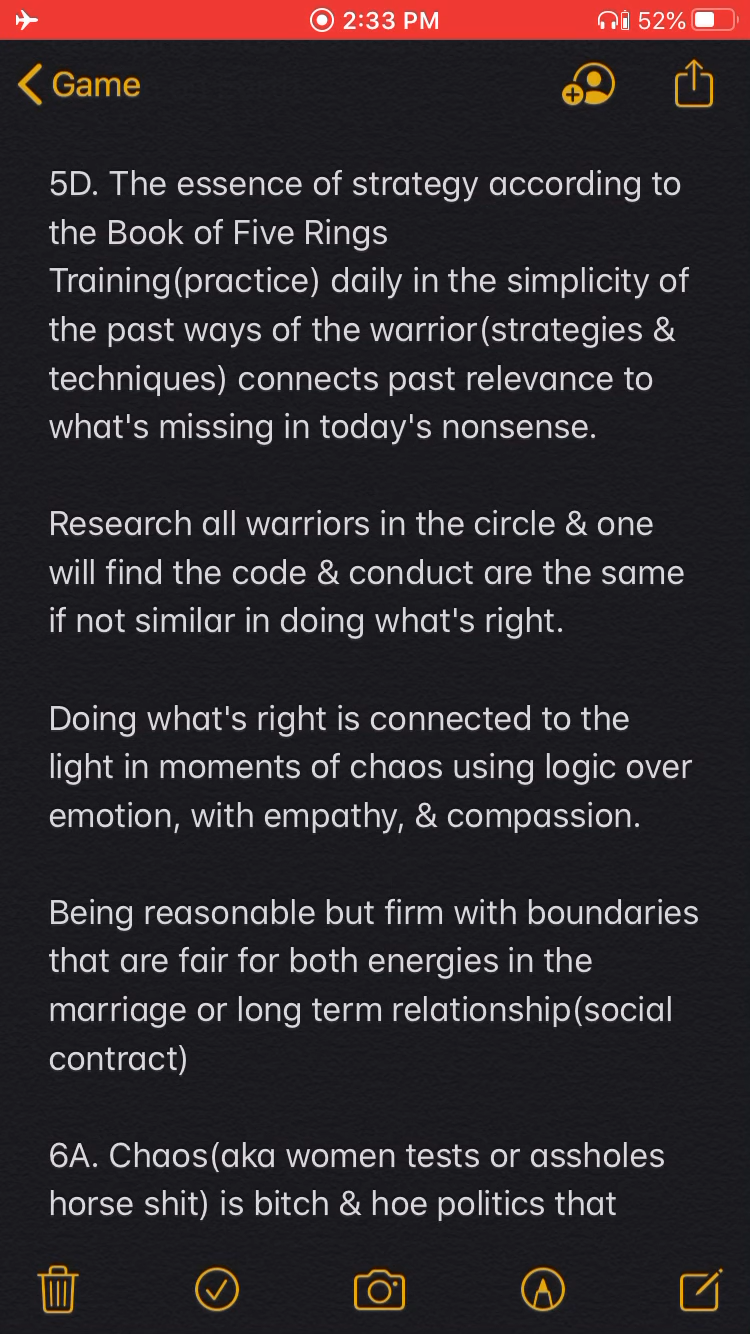 2:33 PM
52%
Game
5D. The essence of strategy according to
the Book of Five Rings
Training(practice) daily in the simplicity of
the past ways of the warrior(strategies &
techniques) connects past relevance to
what's missing in today's nonsense.
Research all warriors in the circle & one
will find the code & conduct are the same
if not similar in doing what's right.
Doing what's right is connected to the
light in moments of chaos using logic over
emotion, with empathy, & compassion.
Being reasonable but firm with boundaries
that are fair for both energies in the
marriage or long term relationship(social
contract)
6A. Chaos(aka women tests or assholes
horse shit) is bitch & hoe politics that